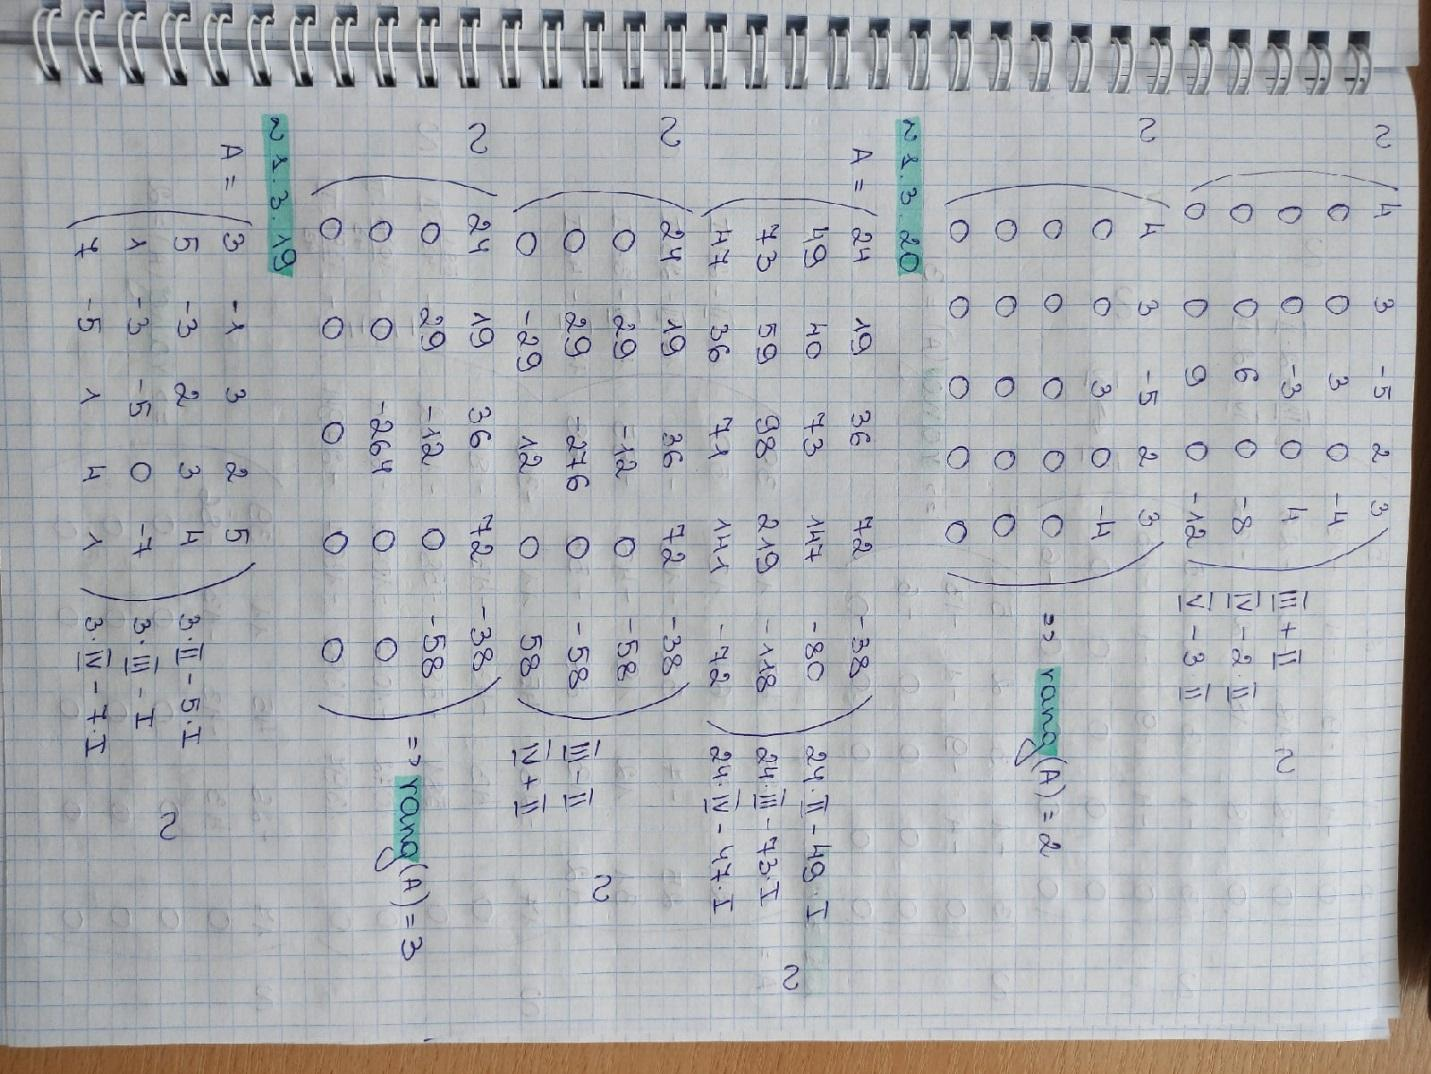 ~ ( 4 3 -5 2 3
0 0 3 0 -4
0 0 -3 0 4 III + II ~
0 0 6 0 -8 IV - 2·II
0 0 9 0 -12 ) V - 3·II
~ ( 4 3 -5 2 3
0 0 3 0 -4
0 0 0 0 0 => rang(A) = 2
0 0 0 0 0
0 0 0 0 0 )
~ 1.3.20
A = ( 24 19 36 72 -38
49 40 73 147 -80 24·II - 49·I
73 59 98 219 -118 24·III - 73·I ~
47 36 71 141 -72 ) 24·IV - 47·I
~ ( 24 19 36 72 -38
0 29 -12 0 -58
0 29 -276 0 -58 III - II ~
0 -29 12 0 58 ) IV + II
~ ( 24 19 36 72 -38
0 29 -12 0 -58
0 0 -264 0 0 => rang(A) = 3
0 0 0 0 0 )
~ 1.3.19
A = ( 3 -1 3 2 5
5 -3 2 3 4 3·II - 5·I
1 -3 -5 0 -7 3·III - I ~
7 -5 1 4 1 ) 3·IV - 7·I